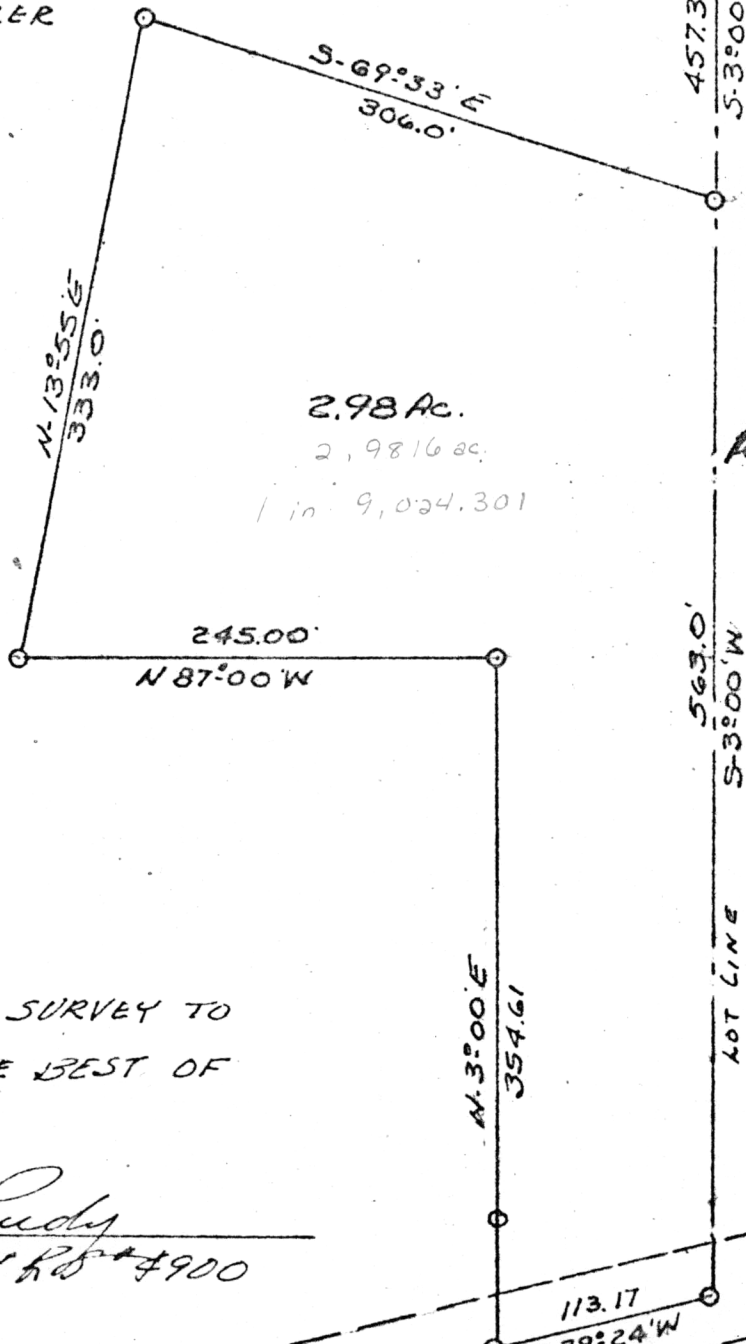 S-69°33' E
306.0'
457.3
S-3°00
N-13°55'E
333.0'
2.98 Ac.
2.9816 ac.
1 in 9,024.301
245.00'
N 87°00'W
563.0'
S-3°00'W
LOT LINE
N-3°00'E
354.61
SURVEY TO
BEST OF
#4900
113.17
24'W